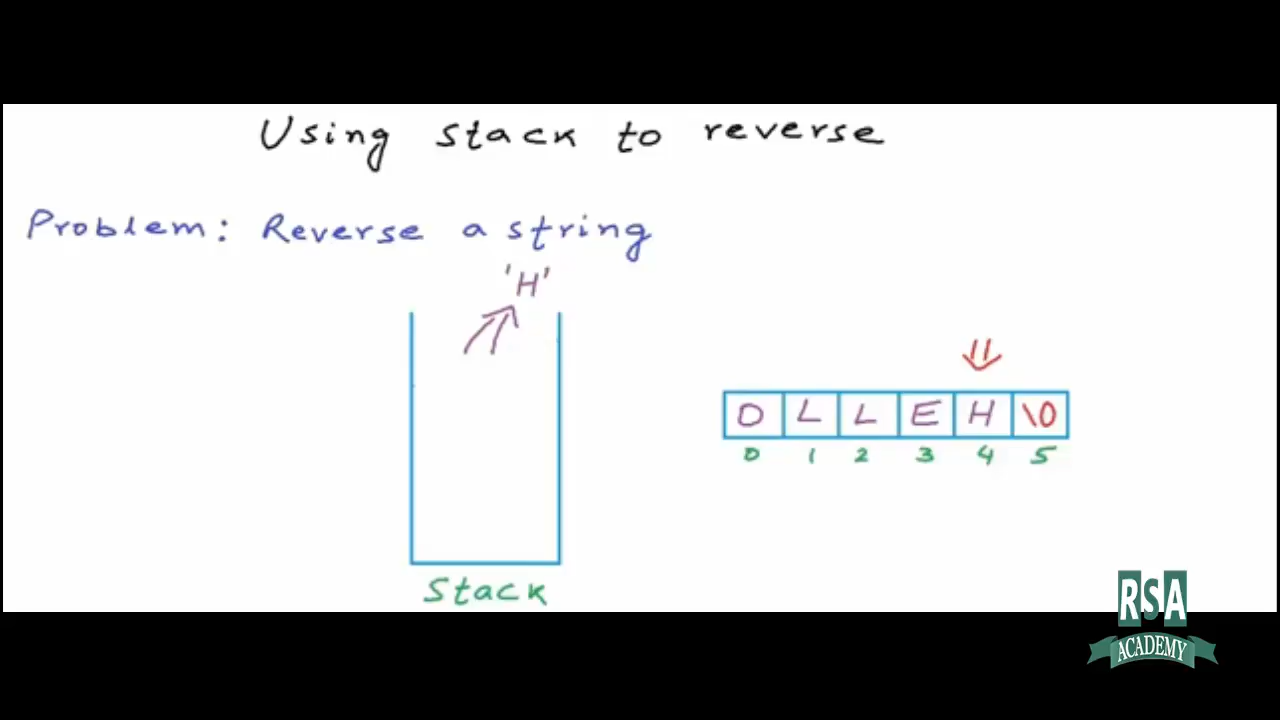 Using stack to reverse
Problem: Reverse a string
'H'
O L L E H \0
0 1 2 3 4 5
Stack
RSA
ACADEMY